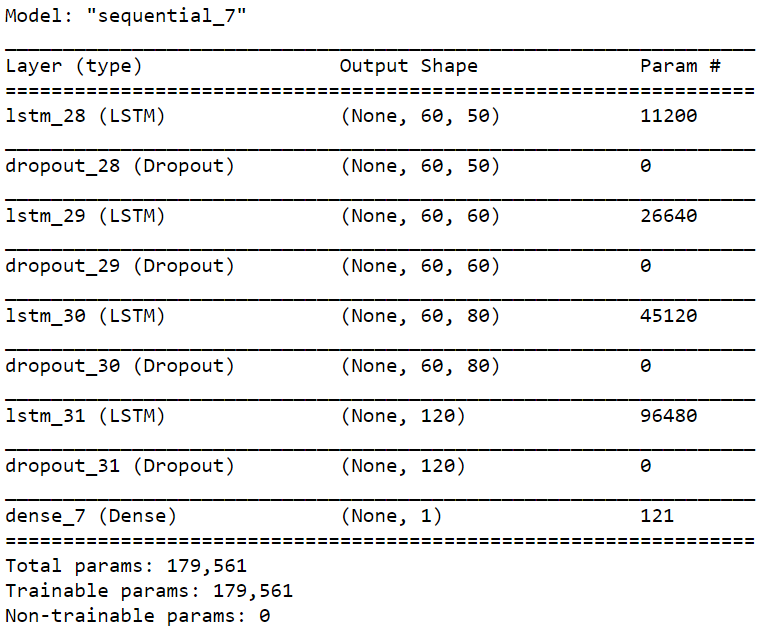 Model: "sequential_7"
Layer (type) Output Shape Param #
lstm_28 (LSTM) (None, 60, 50) 11200
dropout_28 (Dropout) (None, 60, 50) 0
lstm_29 (LSTM) (None, 60, 60) 26640
dropout_29 (Dropout) (None, 60, 60) 0
lstm_30 (LSTM) (None, 60, 80) 45120
dropout_30 (Dropout) (None, 60, 80) 0
lstm_31 (LSTM) (None, 120) 96480
dropout_31 (Dropout) (None, 120) 0
dense_7 (Dense) (None, 1) 121
Total params: 179,561
Trainable params: 179,561
Non-trainable params: 0